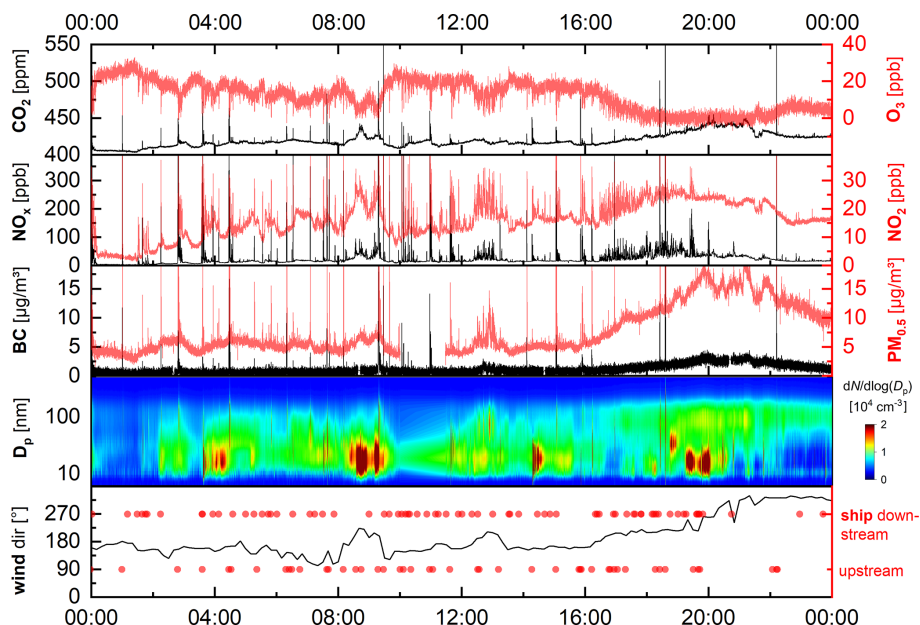 00:00 04:00 08:00 12:00 16:00 20:00 00:00
550
500
450
400
CO₂ [ppm]
40
20
0
O₃ [ppb]
300
200
100
0
NOₓ [ppb]
30
20
10
0
NO₂ [ppb]
15
10
5
0
BC [µg/m³]
15
10
5
0
PM₀.₅ [µg/m³]
100
10
Dₚ [nm]
dN/dlog(Dₚ)
[10⁴ cm⁻³]
2
1
0
270
180
90
0
wind dir [°]
ship down-
stream
upstream
00:00 04:00 08:00 12:00 16:00 20:00 00:00